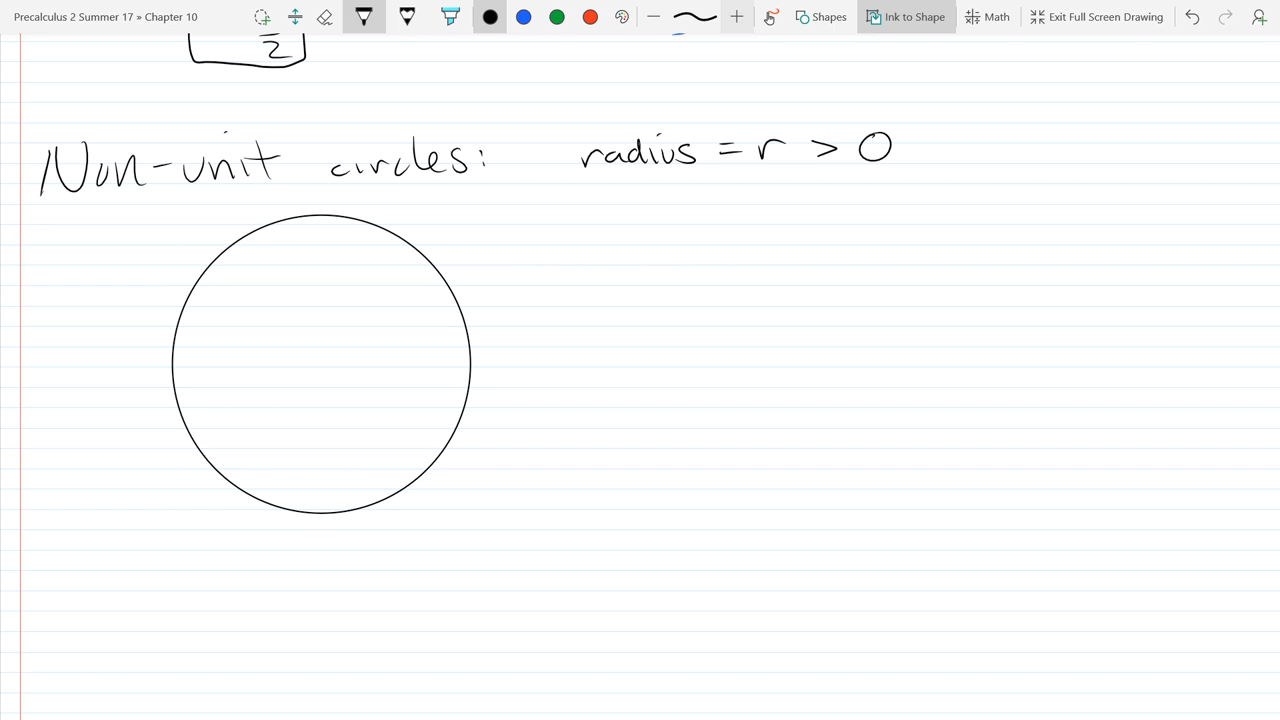 Precalculus 2 Summer 17 » Chapter 10 Shapes Ink to Shape Math Exit Full Screen Drawing
2
Non-unit circles: radius = r > 0